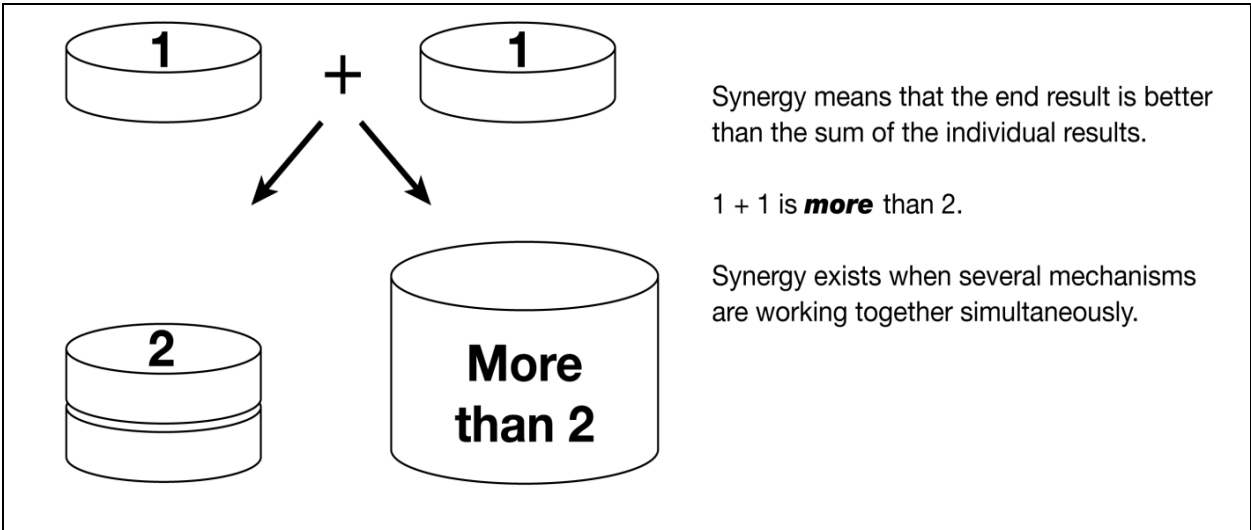 1
+
1
Synergy means that the end result is better
than the sum of the individual results.
1 + 1 is more than 2.
Synergy exists when several mechanisms
are working together simultaneously.
2
More
than 2